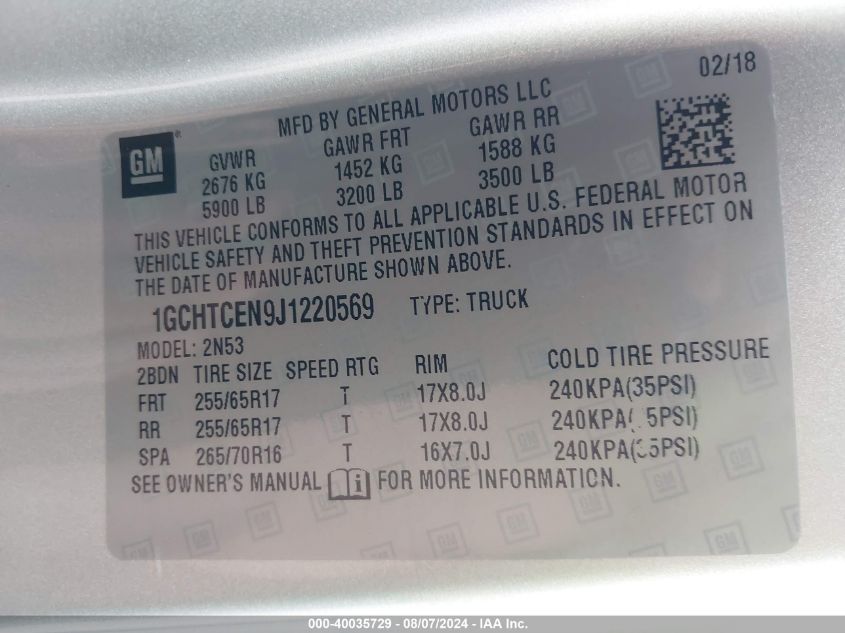 02/18
MFD BY GENERAL MOTORS LLC
GM
GVWR GAWR FRT GAWR RR
2676 KG 1452 KG 1588 KG
5900 LB 3200 LB 3500 LB
THIS VEHICLE CONFORMS TO ALL APPLICABLE U.S. FEDERAL MOTOR
VEHICLE SAFETY AND THEFT PREVENTION STANDARDS IN EFFECT ON
THE DATE OF MANUFACTURE SHOWN ABOVE.
1GCHTCEN9J1220569 TYPE: TRUCK
MODEL: 2N53
2BDN TIRE SIZE SPEED RTG RIM COLD TIRE PRESSURE
FRT 255/65R17 T 17X8.0J 240KPA(35PSI)
RR 255/65R17 T 17X8.0J 240KPA( 5PSI)
SPA 265/70R16 T 16X7.0J 240KPA(35PSI)
SEE OWNER'S MANUAL i FOR MORE INFORMATION.
000-40035729 - 08/07/2024 - IAA Inc.